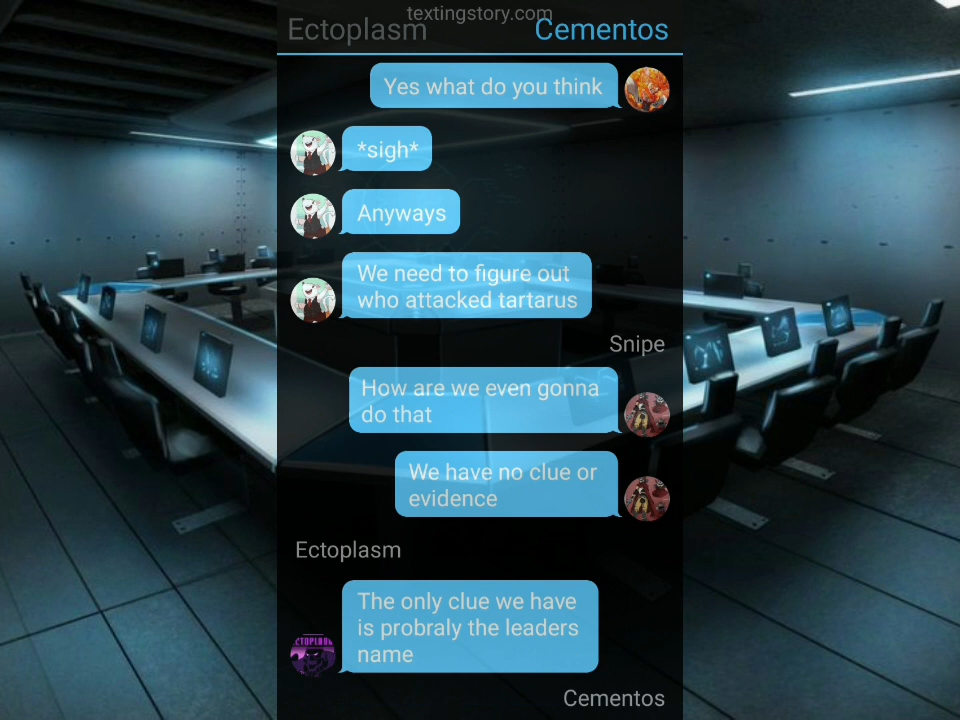 textingstory.com
Ectoplasm
Cementos
Yes what do you think
*sigh*
Anyways
We need to figure out
who attacked tartarus
Snipe
How are we even gonna
do that
We have no clue or
evidence
Ectoplasm
The only clue we have
is probraly the leaders
name
Cementos